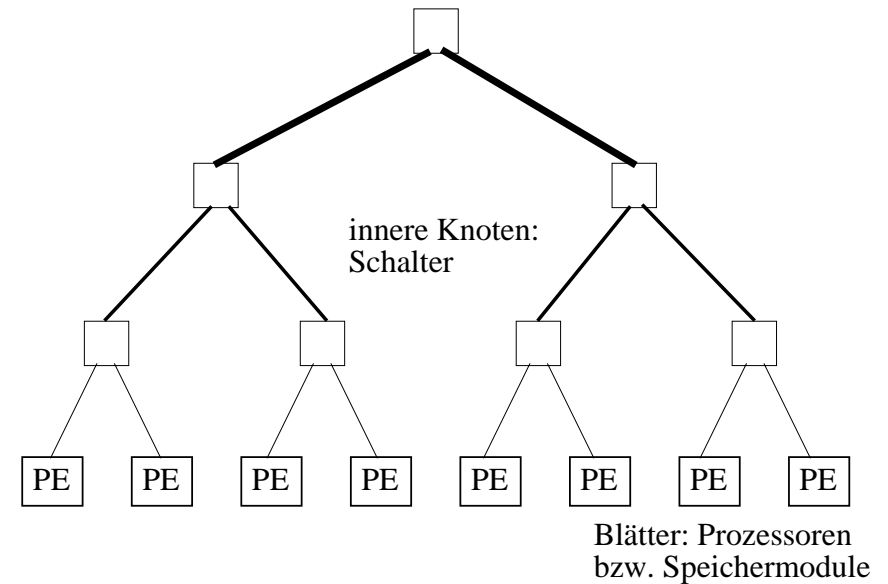 innere Knoten:
Schalter
PE PE PE PE PE PE PE PE
Blätter: Prozessoren
bzw. Speichermodule